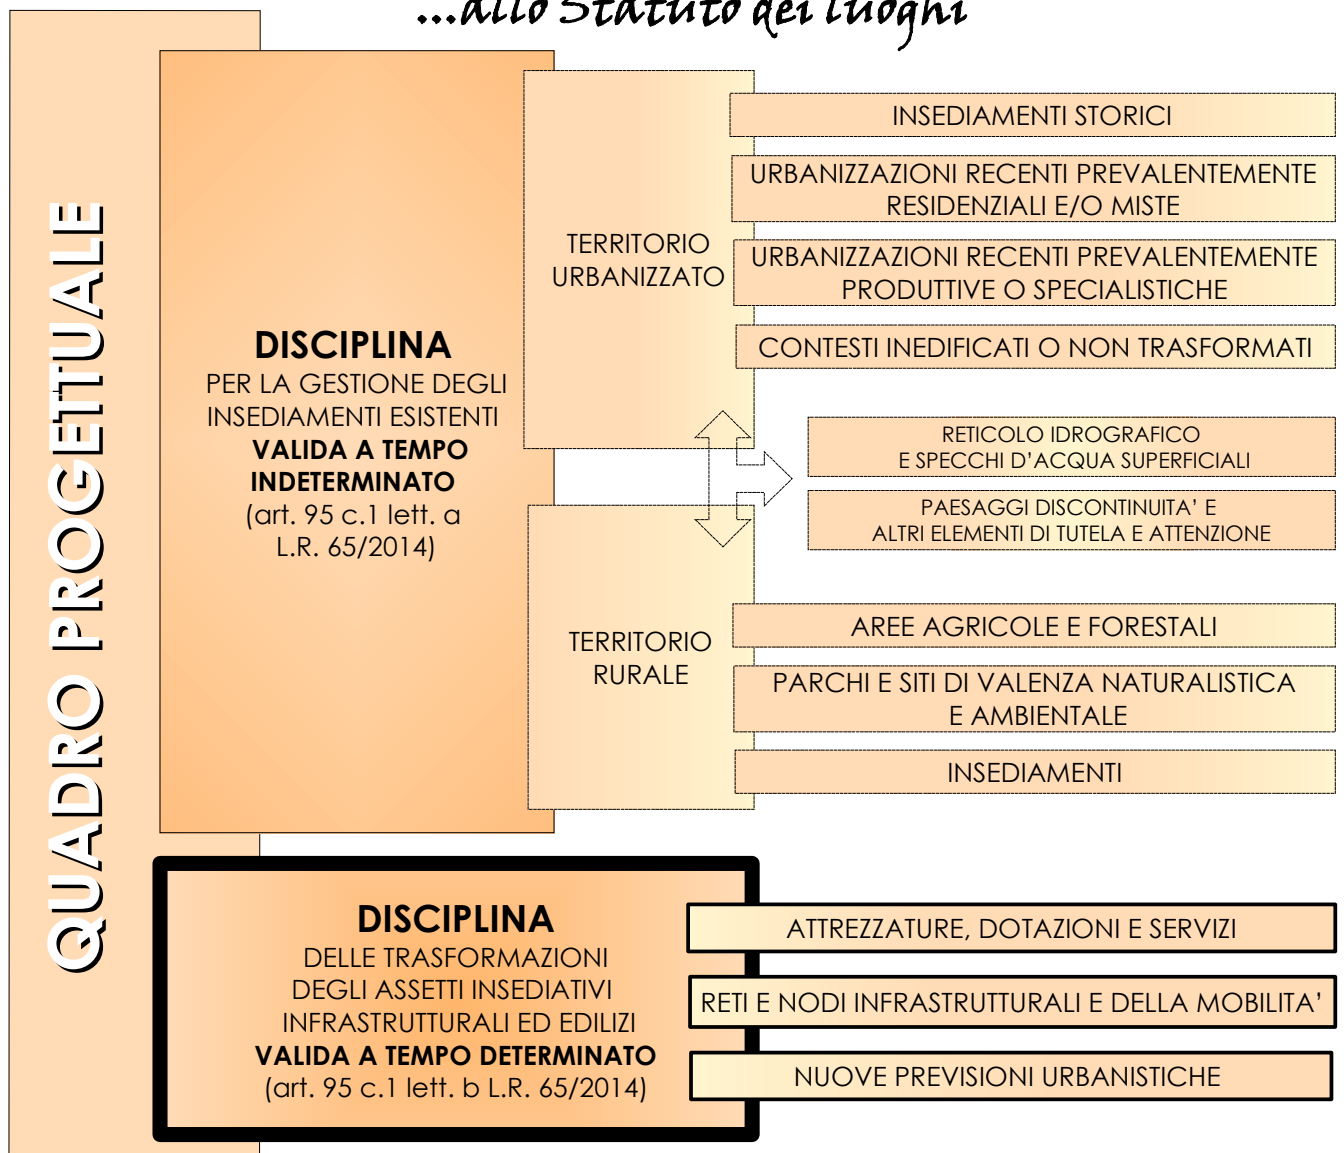 ...allo Statuto dei luoghi
QUADRO PROGETTUALE
DISCIPLINA
PER LA GESTIONE DEGLI
INSEDIAMENTI ESISTENTI
VALIDA A TEMPO
INDETERMINATO
(art. 95 c.1 lett. a
L.R. 65/2014)
TERRITORIO
URBANIZZATO
INSEDIAMENTI STORICI
URBANIZZAZIONI RECENTI PREVALENTEMENTE
RESIDENZIALI E/O MISTE
URBANIZZAZIONI RECENTI PREVALENTEMENTE
PRODUTTIVE O SPECIALISTICHE
CONTESTI INEDIFICATI O NON TRASFORMATI
RETICOLO IDROGRAFICO
E SPECCHI D'ACQUA SUPERFICIALI
PAESAGGI DISCONTINUITA' E
ALTRI ELEMENTI DI TUTELA E ATTENZIONE
TERRITORIO
RURALE
AREE AGRICOLE E FORESTALI
PARCHI E SITI DI VALENZA NATURALISTICA
E AMBIENTALE
INSEDIAMENTI
DISCIPLINA
DELLE TRASFORMAZIONI
DEGLI ASSETTI INSEDIATIVI
INFRASTRUTTURALI ED EDILIZI
VALIDA A TEMPO DETERMINATO
(art. 95 c.1 lett. b L.R. 65/2014)
ATTREZZATURE, DOTAZIONI E SERVIZI
RETI E NODI INFRASTRUTTURALI E DELLA MOBILITA'
NUOVE PREVISIONI URBANISTICHE